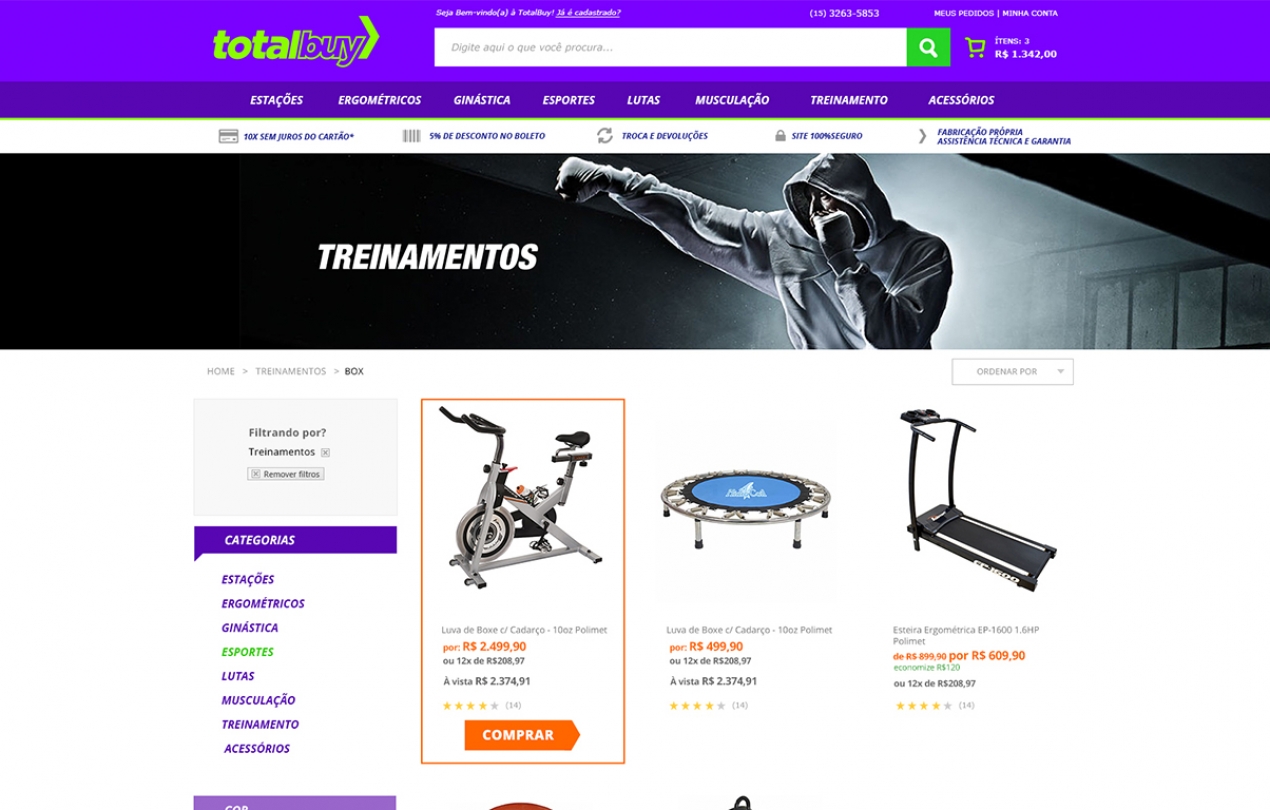 Seja Bem-vindo(a) à TotalBuy! Já é cadastrado?
(15) 3263-5853
MEUS PEDIDOS | MINHA CONTA
totalbuy
Digite aqui o que você procura...
ÍTENS: 3
R$ 1.342,00
ESTAÇÕES ERGOMÉTRICOS GINÁSTICA ESPORTES LUTAS MUSCULAÇÃO TREINAMENTO ACESSÓRIOS
10X SEM JUROS DO CARTÃO*
5% DE DESCONTO NO BOLETO
TROCA E DEVOLUÇÕES
SITE 100%SEGURO
FABRICAÇÃO PRÓPRIA
ASSISTÊNCIA TÉCNICA E GARANTIA
TREINAMENTOS
HOME > TREINAMENTOS > BOX
ORDENAR POR
Filtrando por?
Treinamentos
Remover filtros
CATEGORIAS
ESTAÇÕES
ERGOMÉTRICOS
GINÁSTICA
ESPORTES
LUTAS
MUSCULAÇÃO
TREINAMENTO
ACESSÓRIOS
COR
Luva de Boxe c/ Cadarço - 10oz Polimet
por: R$ 2.499,90
ou 12x de R$208,97
À vista R$ 2.374,91
(14)
COMPRAR
Luva de Boxe c/ Cadarço - 10oz Polimet
por: R$ 499,90
ou 12x de R$208,97
À vista R$ 2.374,91
(14)
Esteira Ergométrica EP-1600 1.6HP
Polimet
de R$ 899,90 por R$ 609,90
economize R$120
ou 12x de R$208,97
(14)